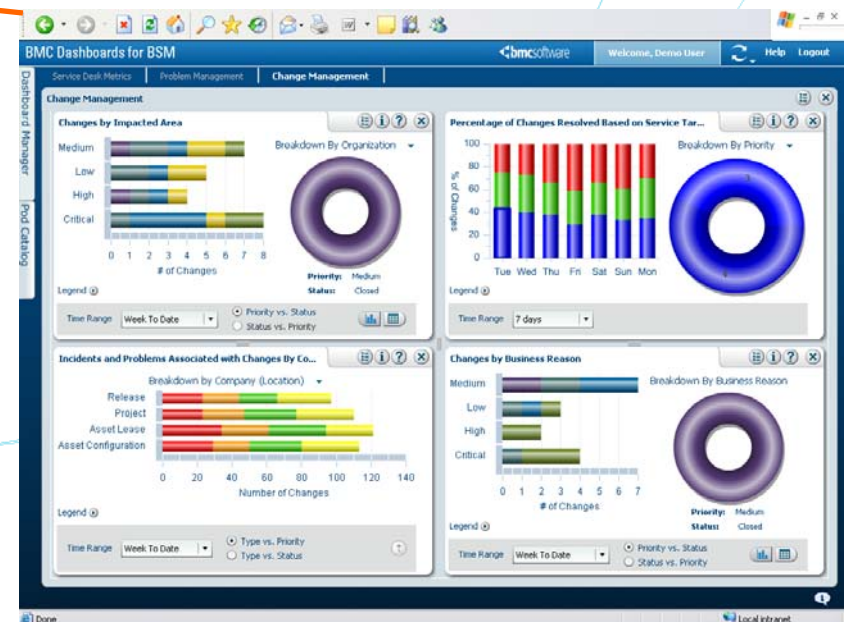 BMC Dashboards for BSM
bmcsoftware
Welcome, Demo User
Help Logout
Dashboard Manager
Pod Catalog
Service Desk Metrics
Problem Management
Change Management
Change Management
Changes by Impacted Area
Breakdown By Organization
Medium
Low
High
Critical
0 1 2 3 4 5 6 7 8
# of Changes
Priority: Medium
Status: Closed
Legend
Time Range Week To Date
Priority vs. Status
Status vs. Priority
Percentage of Changes Resolved Based on Service Tar...
Breakdown By Priority
% of Changes
100
80
60
40
20
0
Tue Wed Thu Fri Sat Sun Mon
Legend
Time Range 7 days
Incidents and Problems Associated with Changes By Co...
Breakdown by Company (Location)
Release
Project
Asset Lease
Asset Configuration
0 20 40 60 80 100 120 140
Number of Changes
Legend
Time Range Week To Date
Type vs. Priority
Type vs. Status
Changes by Business Reason
Breakdown By Business Reason
Medium
Low
High
Critical
0 1 2 3 4 5 6 7
# of Changes
Priority: Medium
Status: Closed
Legend
Time Range Week To Date
Priority vs. Status
Status vs. Priority
Done
Local intranet